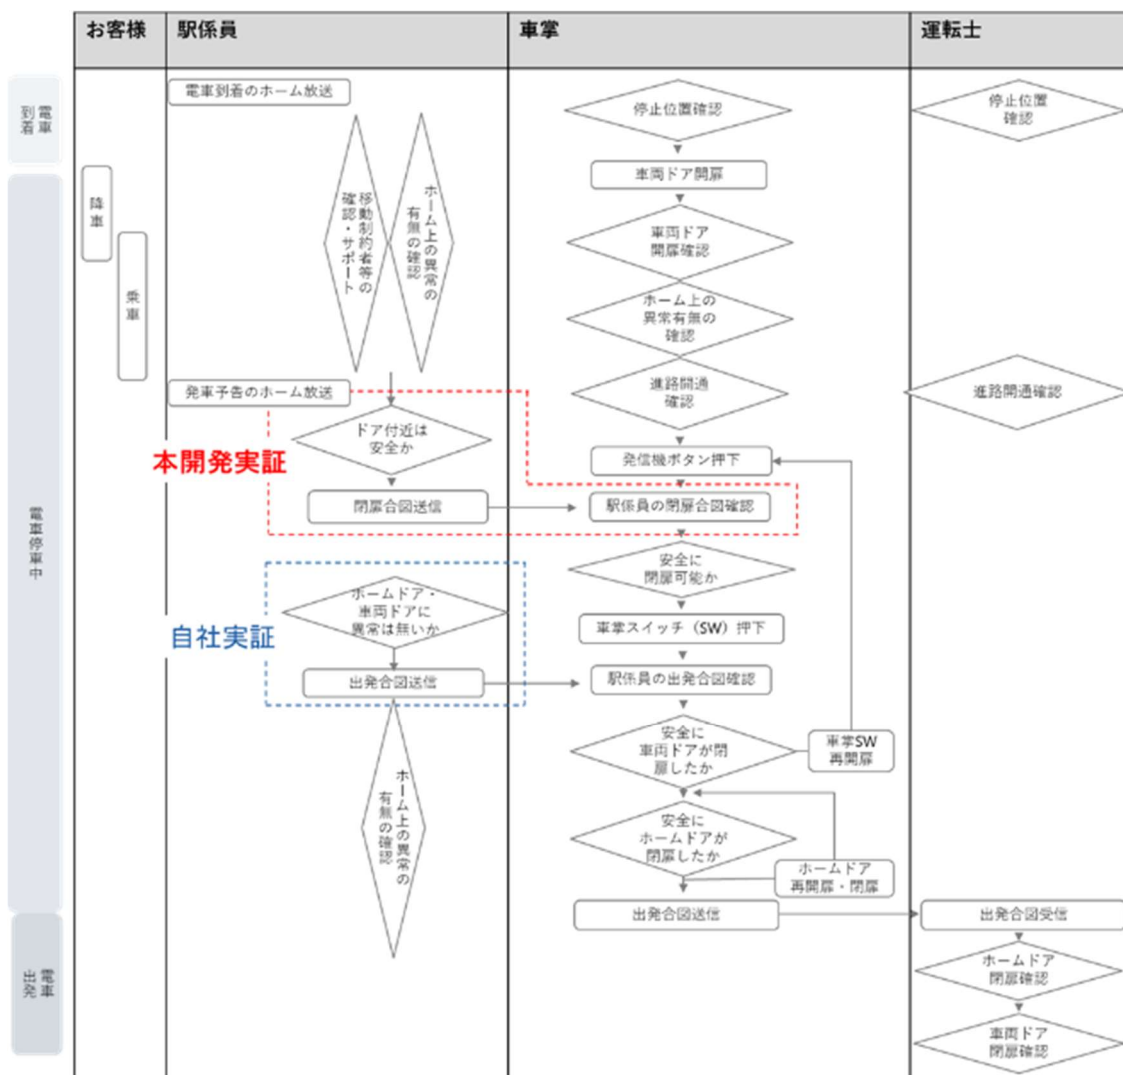 お客様
駅係員
車掌
運転士
電車
到着
電車停車中
電車
出発
降車
乗車
電車到着のホーム放送
移動制約者等の
確認・サポート
ホーム上の異常の
有無の確認
発車予告のホーム放送
ドア付近は
安全か
本開発実証
閉扉合図送信
ホームドア・
車両ドアに
異常は無いか
自社実証
出発合図送信
ホーム上の異常の
有無の確認
停止位置確認
車両ドア開扉
車両ドア
開扉確認
ホーム上の
異常有無の
確認
進路開通
確認
発信機ボタン押下
駅係員の閉扉合図確認
安全に
閉扉可能か
車掌スイッチ（SW）押下
駅係員の出発合図確認
安全に
車両ドアが閉
扉したか
車掌SW
再開扉
安全に
ホームドアが
閉扉したか
ホームドア
再開扉・閉扉
出発合図送信
停止位置
確認
進路開通確認
出発合図受信
ホームドア
閉扉確認
車両ドア
閉扉確認